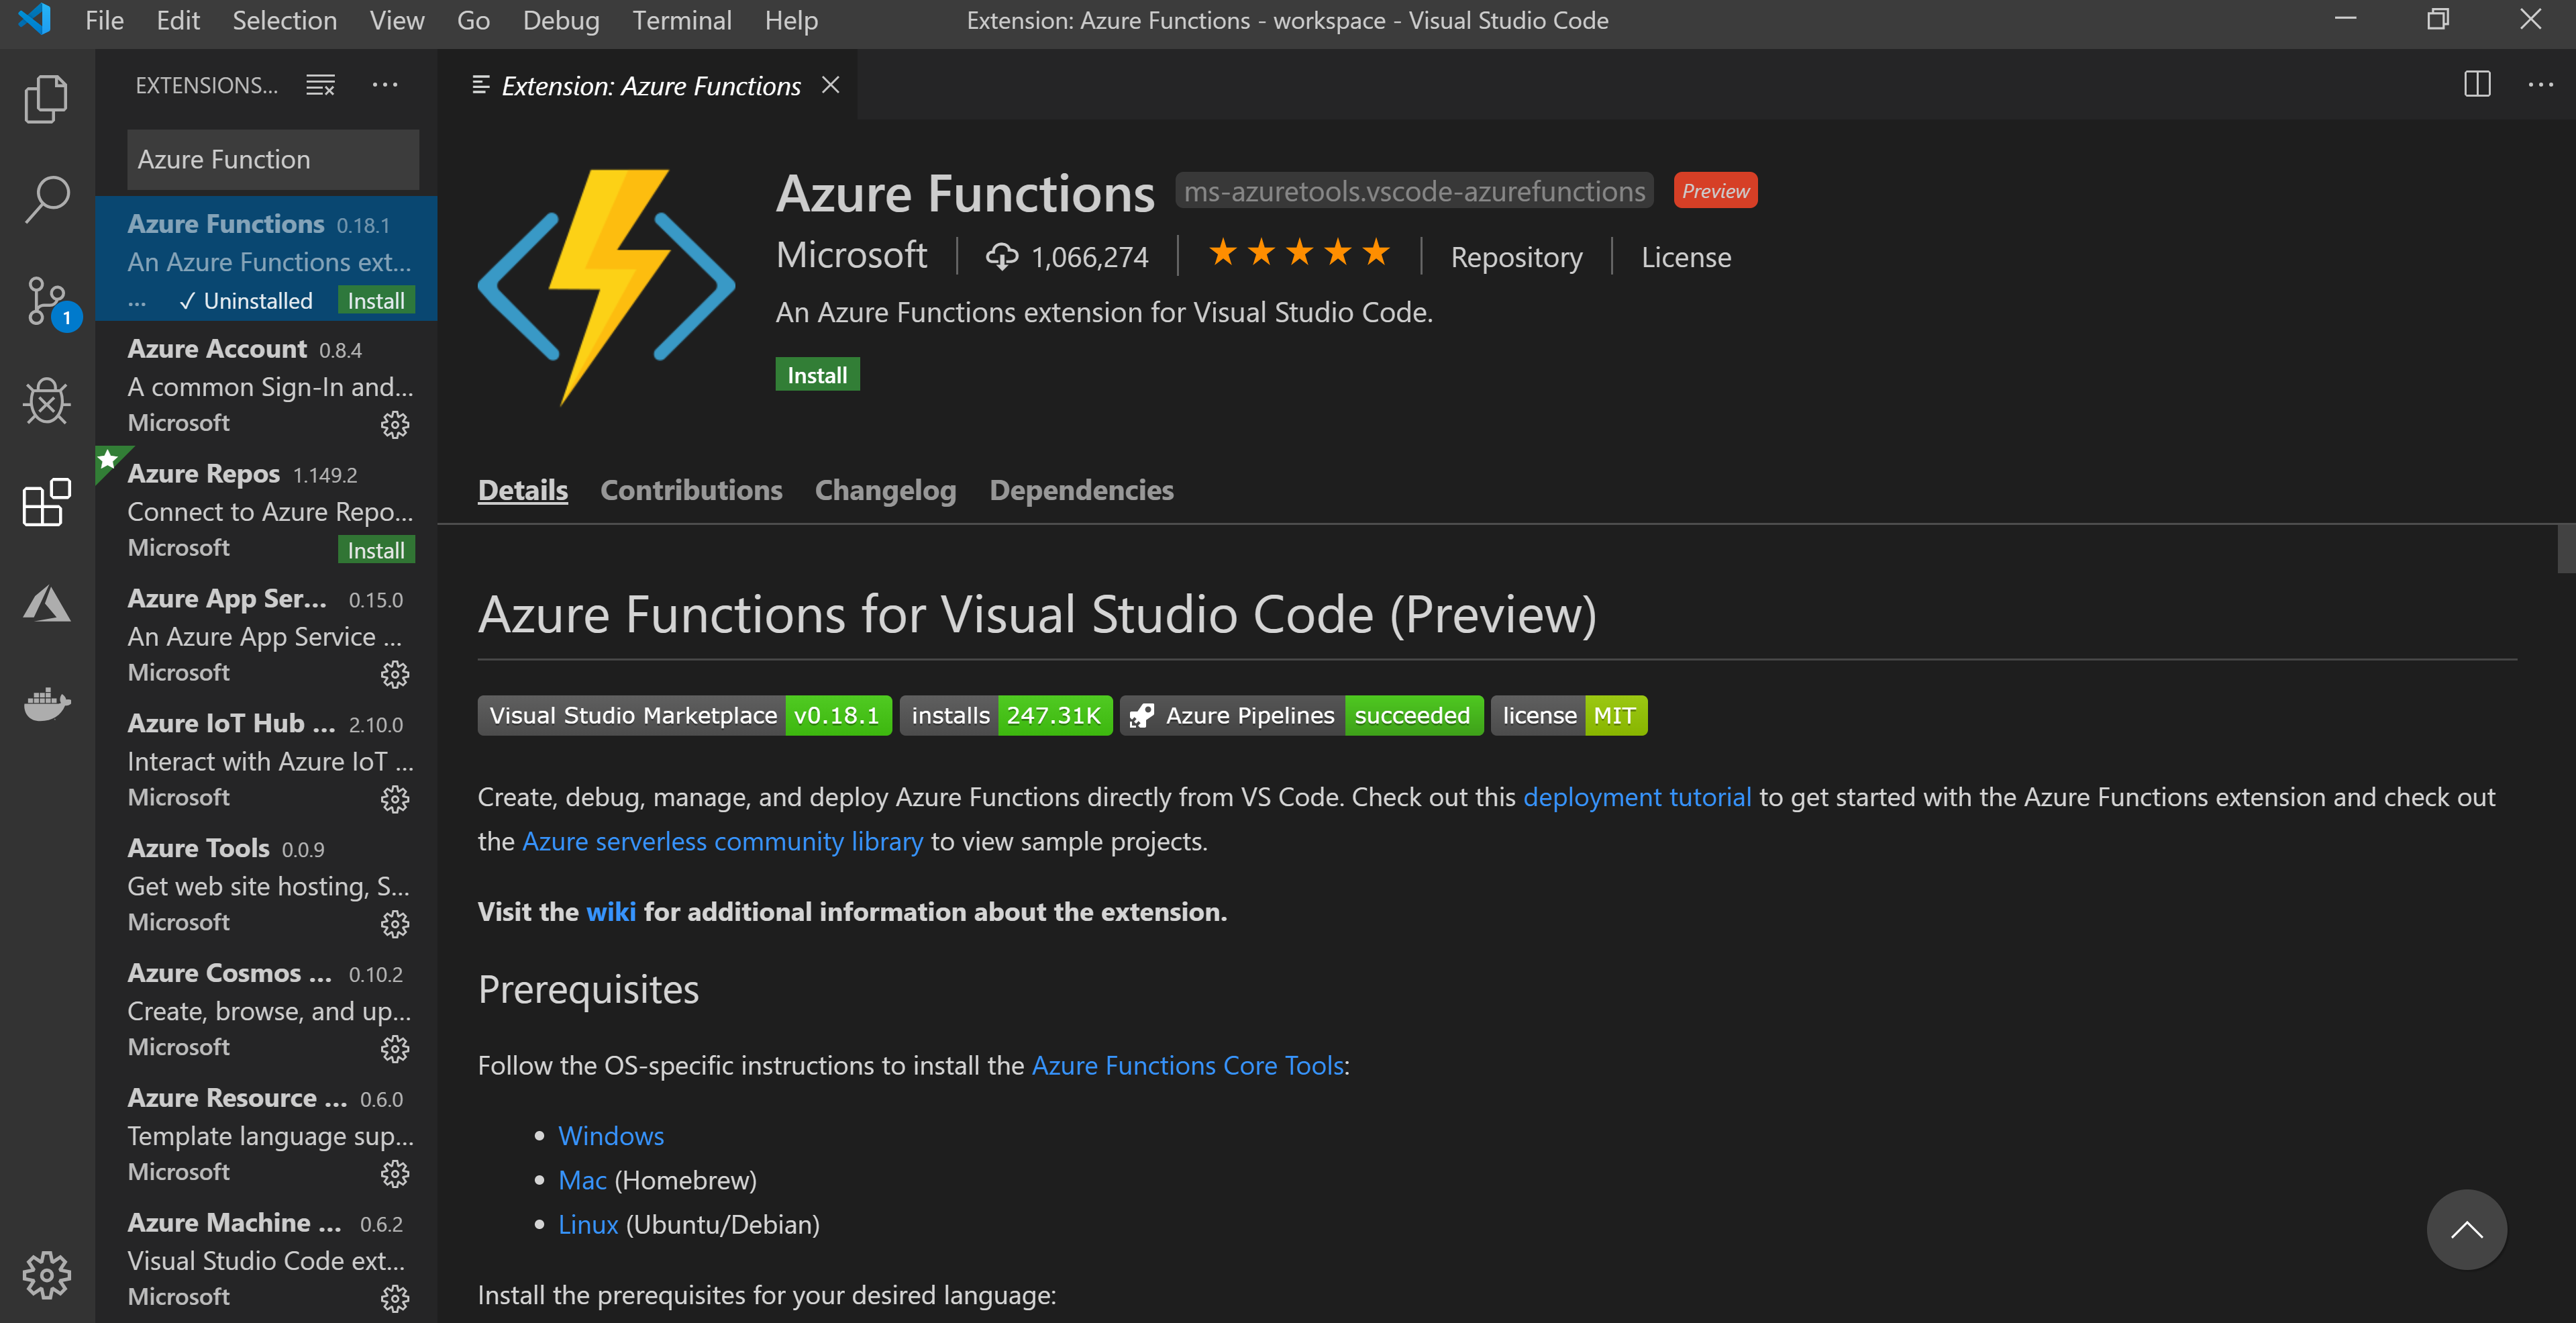 File Edit Selection View Go Debug Terminal Help
Extension: Azure Functions - workspace - Visual Studio Code
EXTENSIONS...
Azure Function
Azure Functions 0.18.1
An Azure Functions ext...
... ✓ Uninstalled Install
Azure Account 0.8.4
A common Sign-In and...
Microsoft
Azure Repos 1.149.2
Connect to Azure Repo...
Microsoft Install
Azure App Ser... 0.15.0
An Azure App Service ...
Microsoft
Azure IoT Hub ... 2.10.0
Interact with Azure IoT ...
Microsoft
Azure Tools 0.0.9
Get web site hosting, S...
Microsoft
Azure Cosmos ... 0.10.2
Create, browse, and up...
Microsoft
Azure Resource ... 0.6.0
Template language sup...
Microsoft
Azure Machine ... 0.6.2
Visual Studio Code ext...
Microsoft
1
Extension: Azure Functions
Azure Functions ms-azuretools.vscode-azurefunctions Preview
Microsoft 1,066,274 ★★★★★ Repository License
An Azure Functions extension for Visual Studio Code.
Install
Details Contributions Changelog Dependencies
Azure Functions for Visual Studio Code (Preview)
Visual Studio Marketplace v0.18.1 installs 247.31K Azure Pipelines succeeded license MIT
Create, debug, manage, and deploy Azure Functions directly from VS Code. Check out this deployment tutorial to get started with the Azure Functions extension and check out
the Azure serverless community library to view sample projects.
Visit the wiki for additional information about the extension.
Prerequisites
Follow the OS-specific instructions to install the Azure Functions Core Tools:
• Windows
• Mac (Homebrew)
• Linux (Ubuntu/Debian)
Install the prerequisites for your desired language: